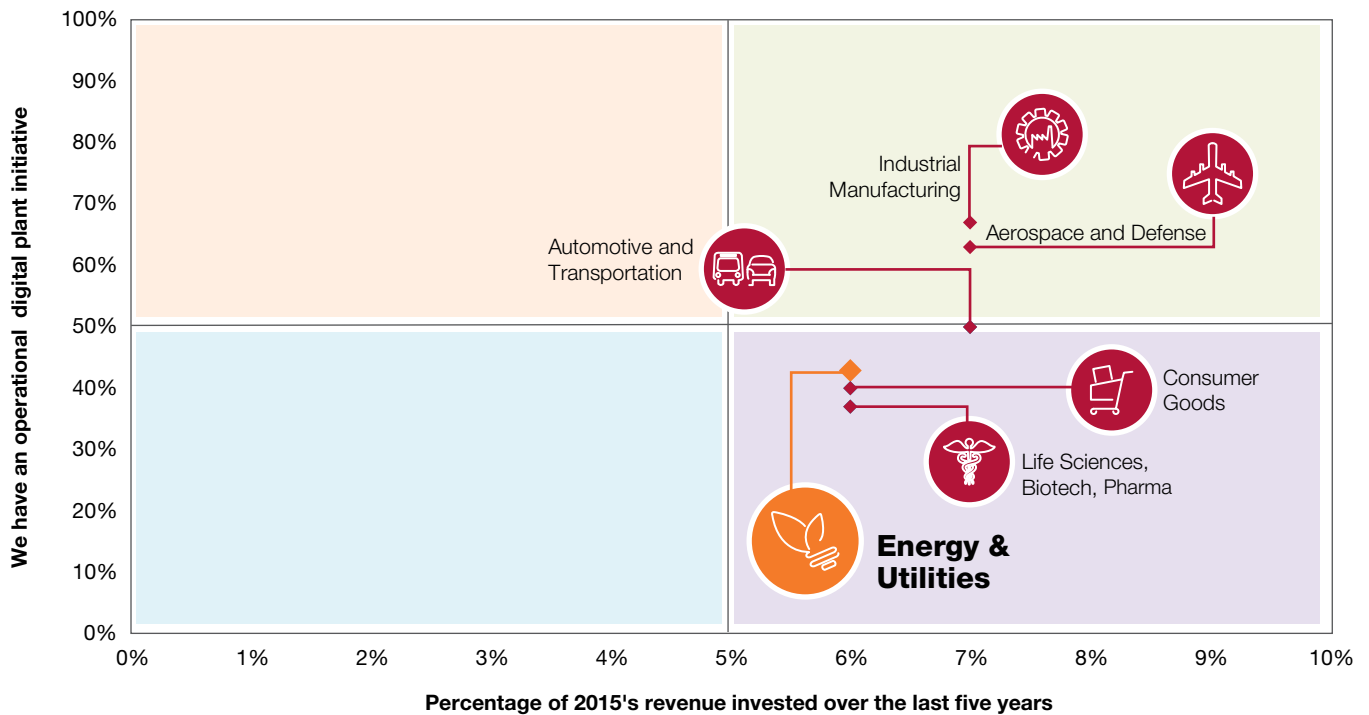 100%
90%
80%
70%
60%
50%
40%
30%
20%
10%
0%
We have an operational digital plant initiative
Industrial
Manufacturing
Aerospace and Defense
Automotive and
Transportation
Consumer
Goods
Life Sciences,
Biotech, Pharma
Energy &
Utilities
0% 1% 2% 3% 4% 5% 6% 7% 8% 9% 10%
Percentage of 2015's revenue invested over the last five years